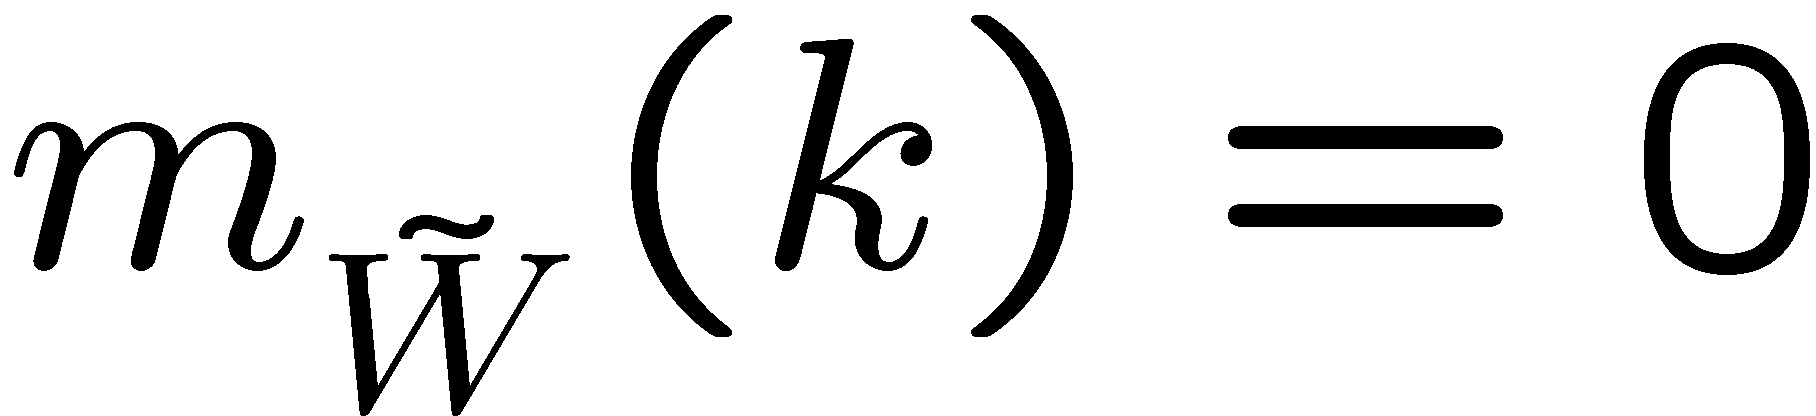 $m_{\tilde{W}}(k) = 0$